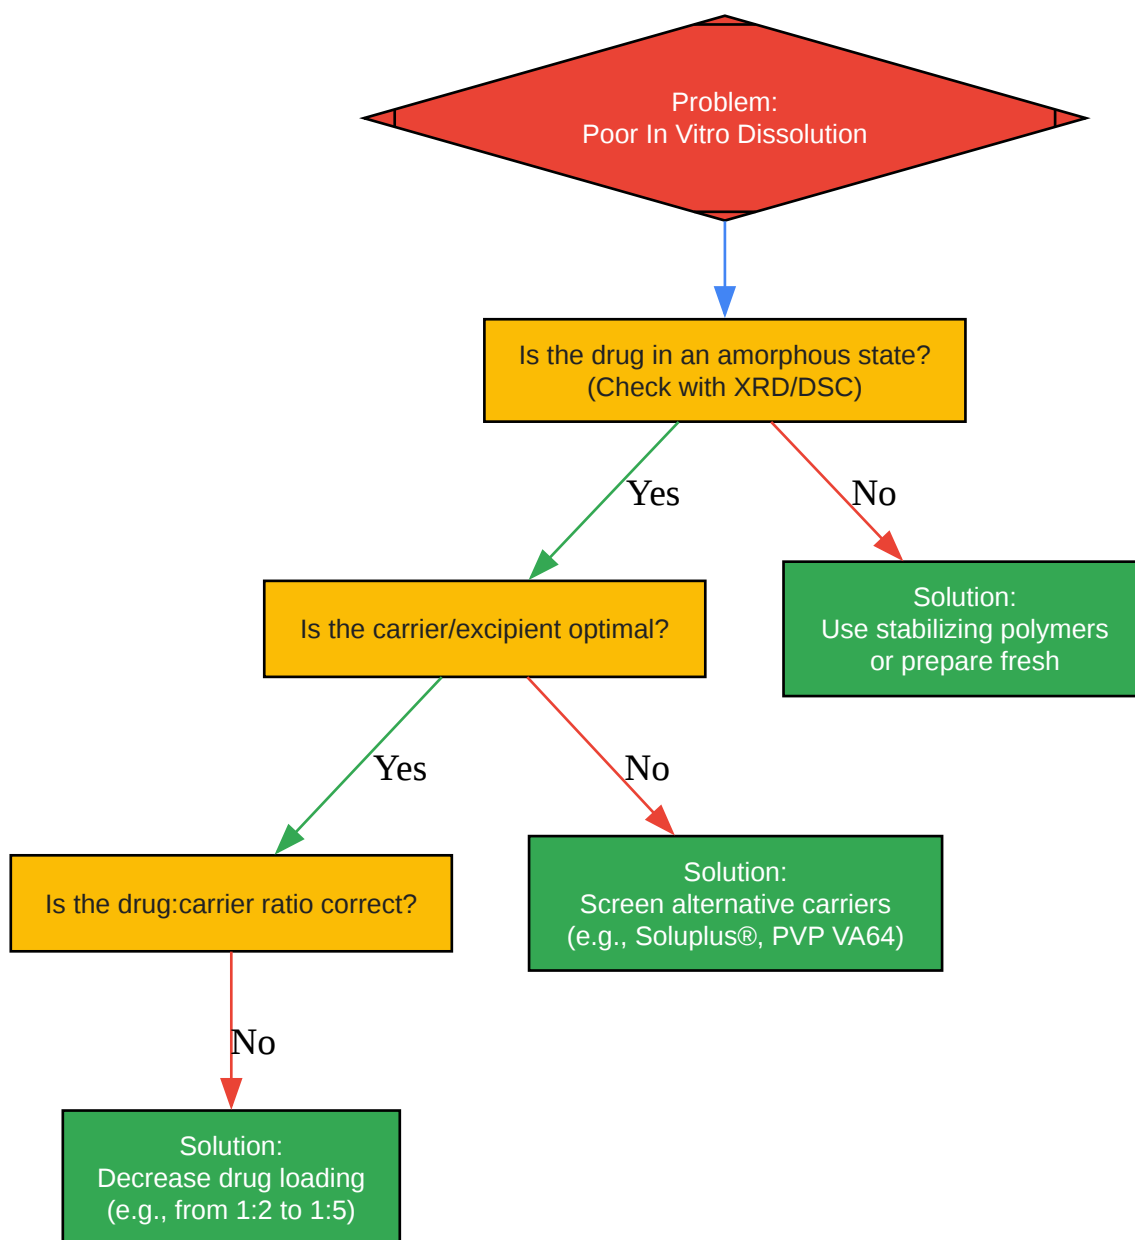 Problem:
Poor In Vitro Dissolution
Is the drug in an amorphous state?
(Check with XRD/DSC)
Yes
No
Solution:
Use stabilizing polymers
or prepare fresh
Is the carrier/excipient optimal?
Yes
No
Solution:
Screen alternative carriers
(e.g., Soluplus®, PVP VA64)
Is the drug:carrier ratio correct?
No
Solution:
Decrease drug loading
(e.g., from 1:2 to 1:5)